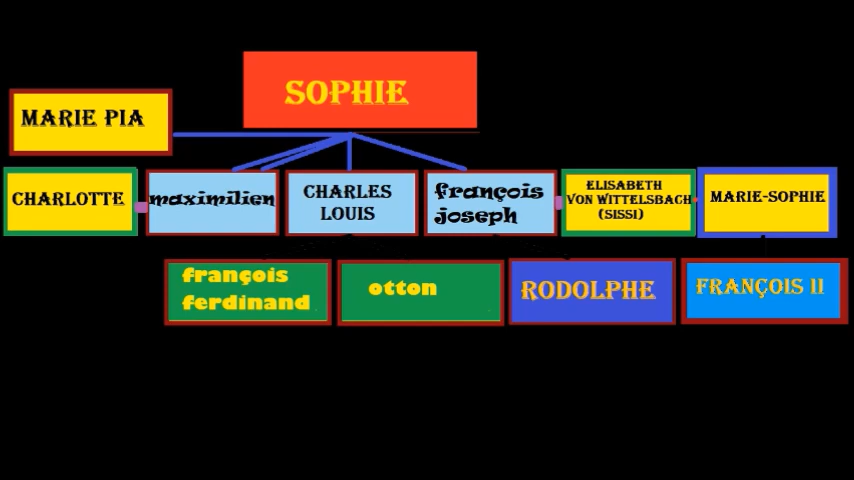 SOPHIE
MARIE PIA
CHARLOTTE
maximilien
CHARLES
LOUIS
françois
joseph
ELISABETH
VON WITTELSBACH
(SISSI)
MARIE-SOPHIE
françois
ferdinand
otton
RODOLPHE
FRANÇOIS II